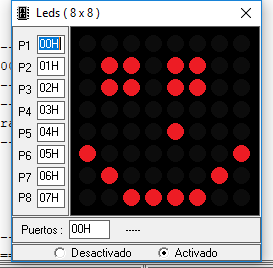 Leds ( 8 x 8 )
P1 00H
P2 01H
P3 02H
P4 03H
P5 04H
P6 05H
P7 06H
P8 07H
Puertos : 00H -----
Desactivado Activado